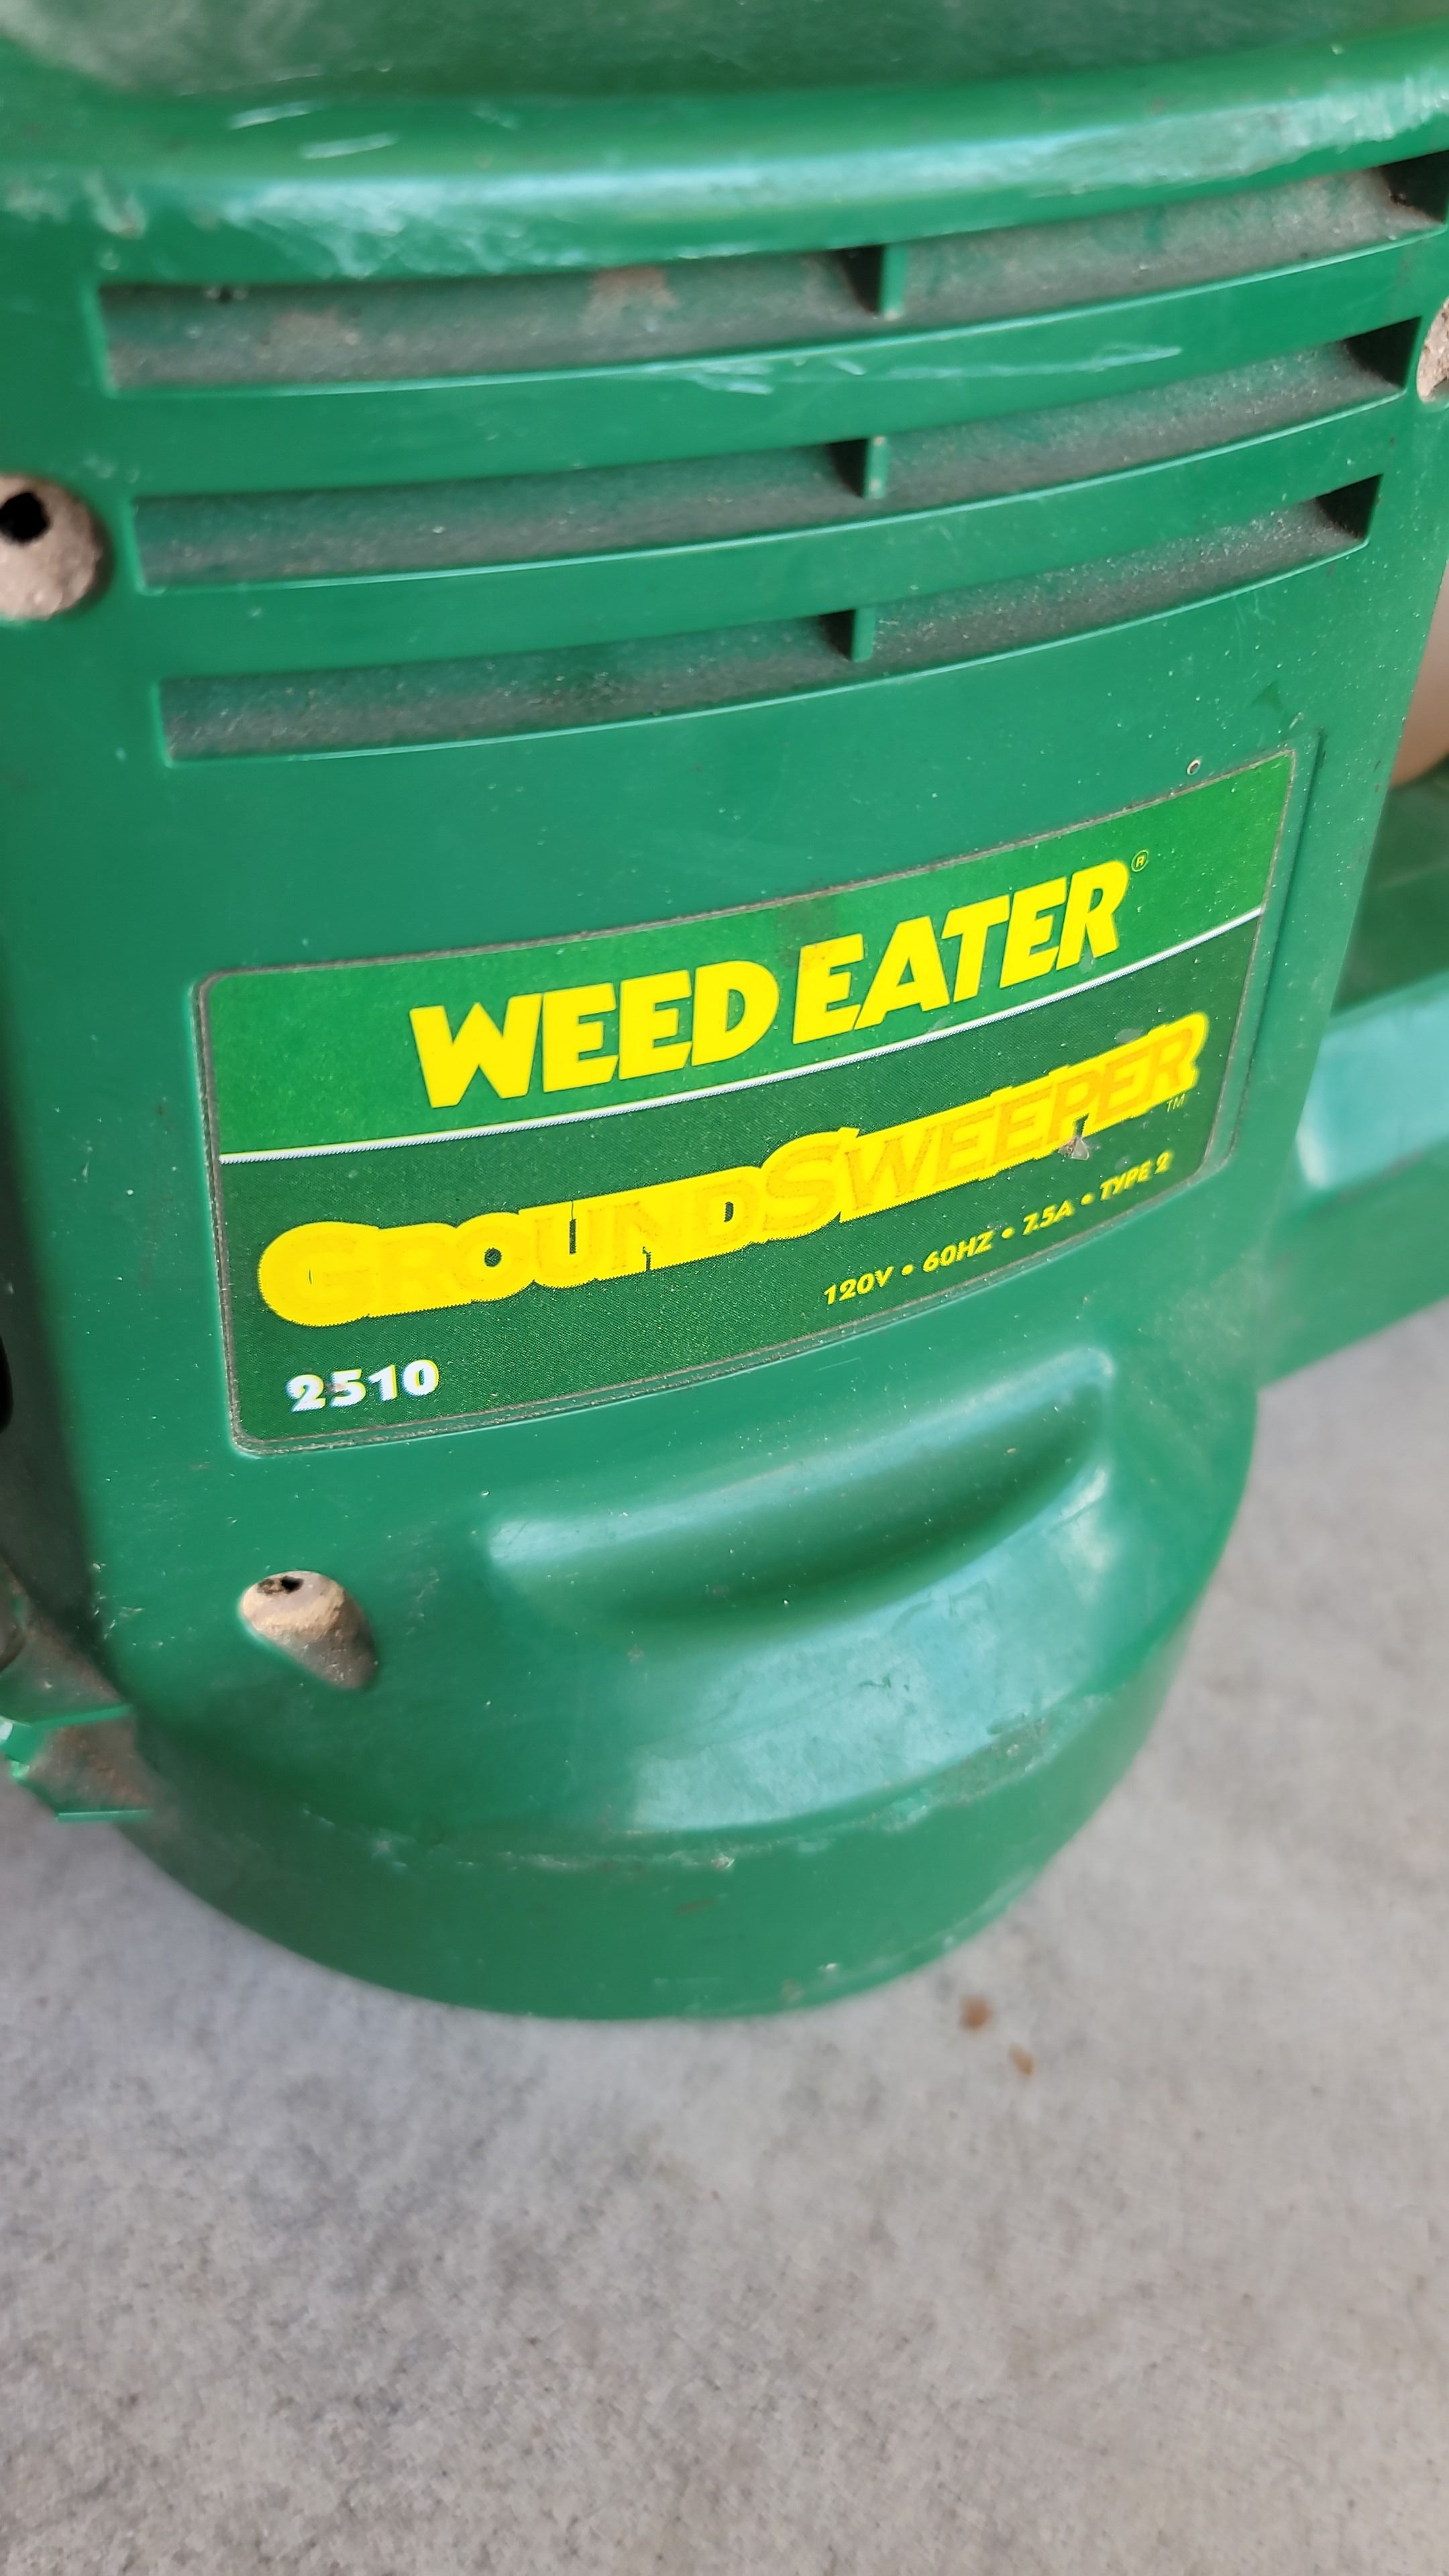 WEED EATER®
GROUNDSWEEPER™
120V • 60HZ • 7.5A • TYPE 2
2510